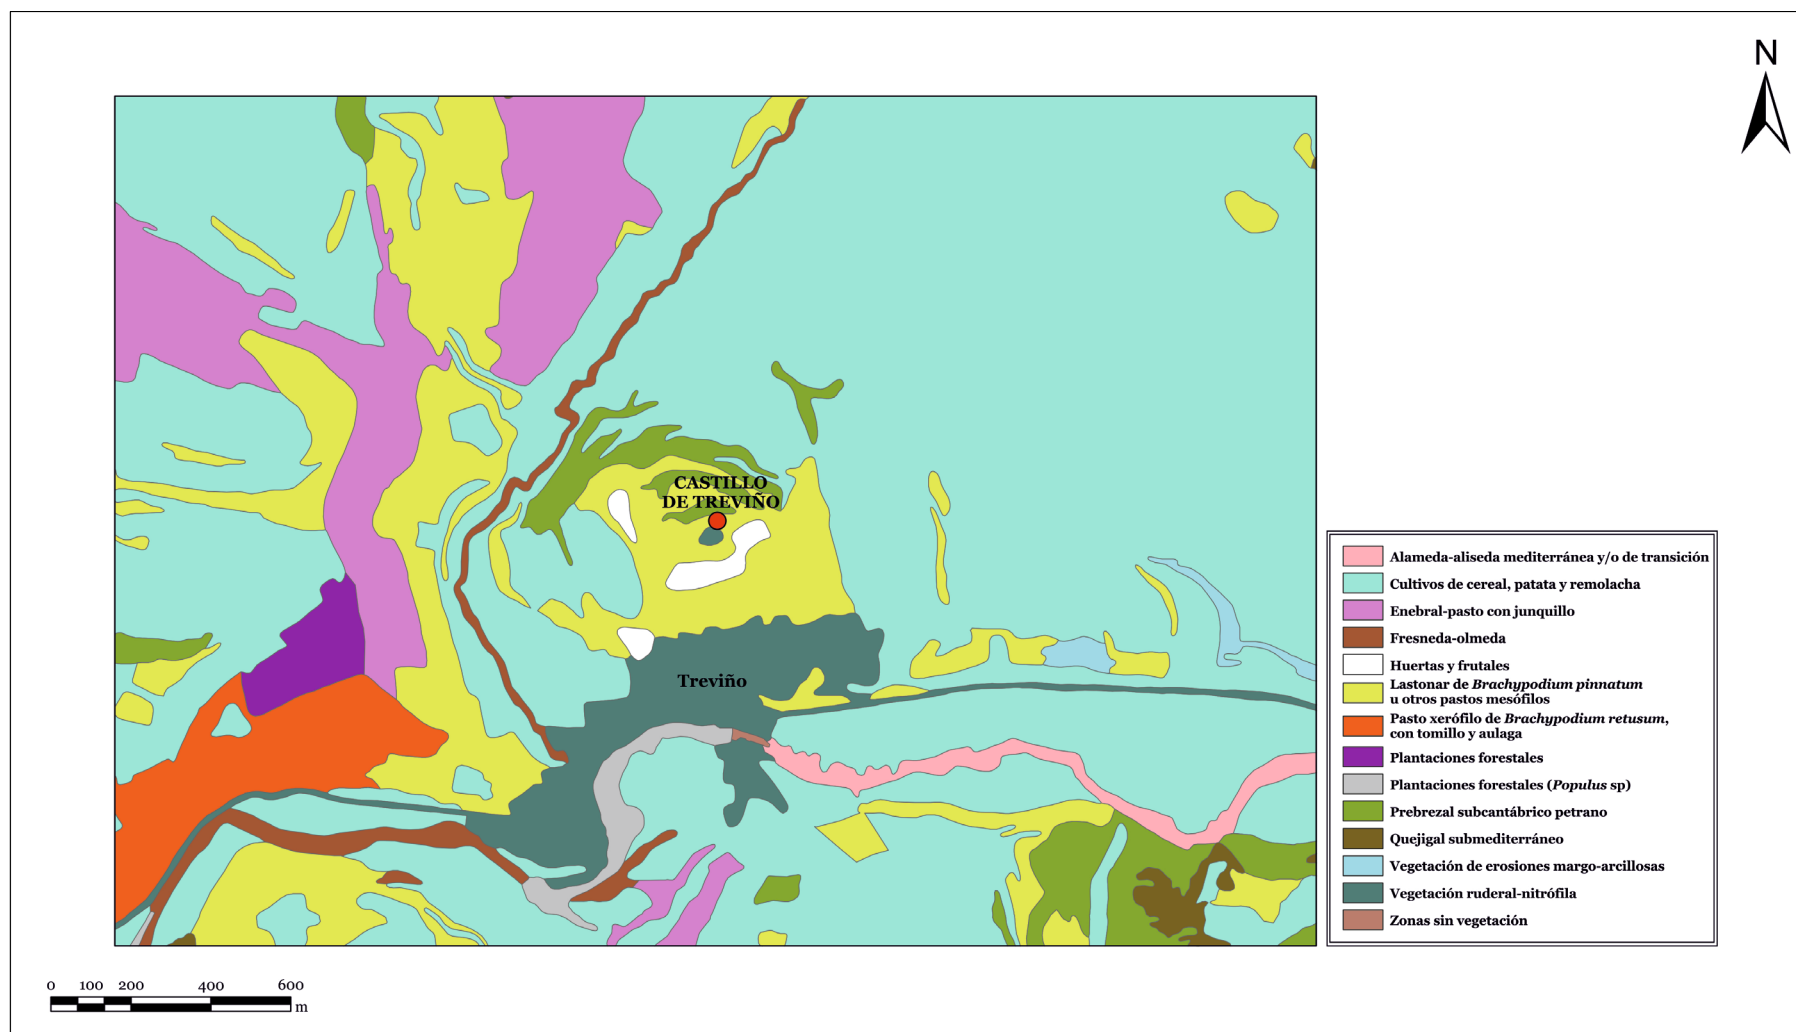 N
CASTILLO
DE TREVIÑO
Treviño
Alameda-aliseda mediterránea y/o de transición
Cultivos de cereal, patata y remolacha
Enebral-pasto con junquillo
Fresneda-olmeda
Huertas y frutales
Lastonar de Brachypodium pinnatum
u otros pastos mesófilos
Pasto xerófilo de Brachypodium retusum,
con tomillo y aulaga
Plantaciones forestales
Plantaciones forestales (Populus sp)
Prebrezal subcantábrico petrano
Quejigal submediterráneo
Vegetación de erosiones margo-arcillosas
Vegetación ruderal-nitrófila
Zonas sin vegetación
0 100 200 400 600
m